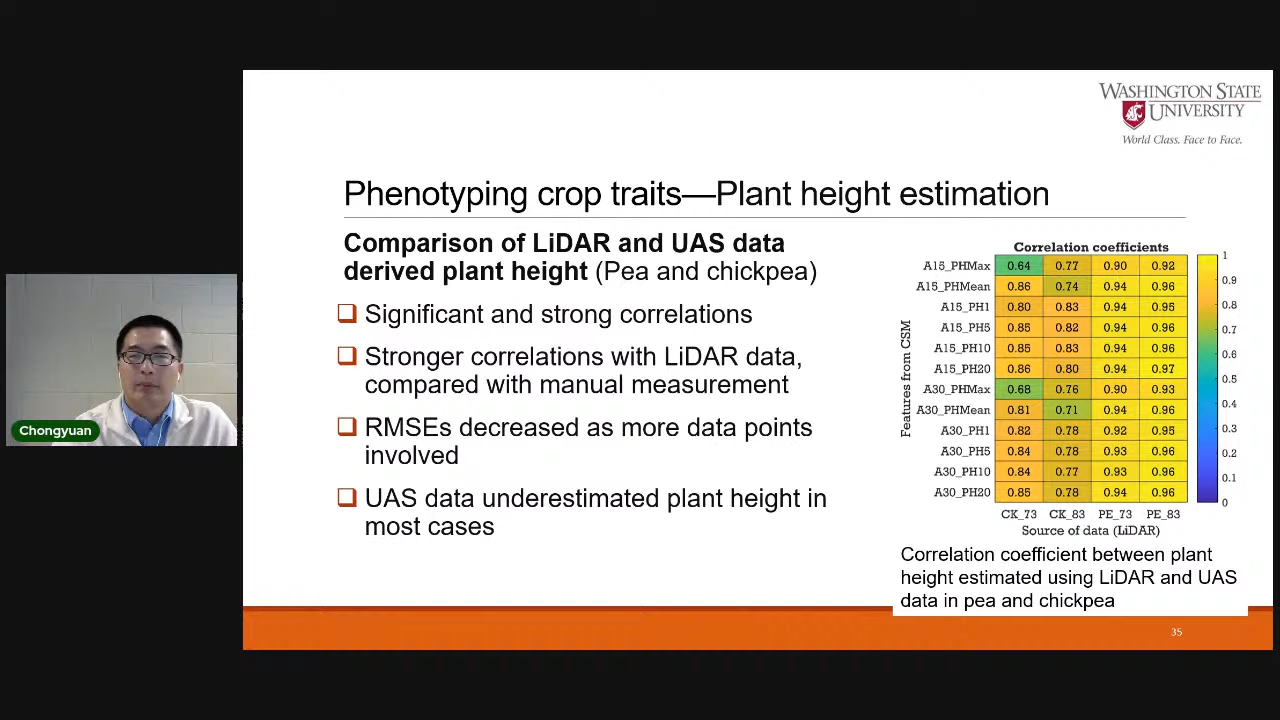 WASHINGTON STATE
UNIVERSITY
World Class. Face to Face.
Phenotyping crop traits—Plant height estimation
Comparison of LiDAR and UAS data
derived plant height (Pea and chickpea)
Significant and strong correlations
Stronger correlations with LiDAR data,
compared with manual measurement
RMSEs decreased as more data points
involved
UAS data underestimated plant height in
most cases
Chongyuan
Correlation coefficients
Features from CSM
A15_PHMax 0.64 0.77 0.90 0.92
A15_PHMean 0.86 0.74 0.94 0.96
A15_PH1 0.80 0.83 0.94 0.95
A15_PH5 0.85 0.82 0.94 0.96
A15_PH10 0.85 0.83 0.94 0.96
A15_PH20 0.86 0.80 0.94 0.97
A30_PHMax 0.68 0.76 0.90 0.93
A30_PHMean 0.81 0.71 0.94 0.96
A30_PH1 0.82 0.78 0.92 0.95
A30_PH5 0.84 0.78 0.93 0.96
A30_PH10 0.84 0.77 0.93 0.96
A30_PH20 0.85 0.78 0.94 0.96
CK_73 CK_83 PE_73 PE_83
Source of data (LiDAR)
1
0.9
0.8
0.7
0.6
0.5
0.4
0.3
0.2
0.1
0
Correlation coefficient between plant
height estimated using LiDAR and UAS
data in pea and chickpea
35